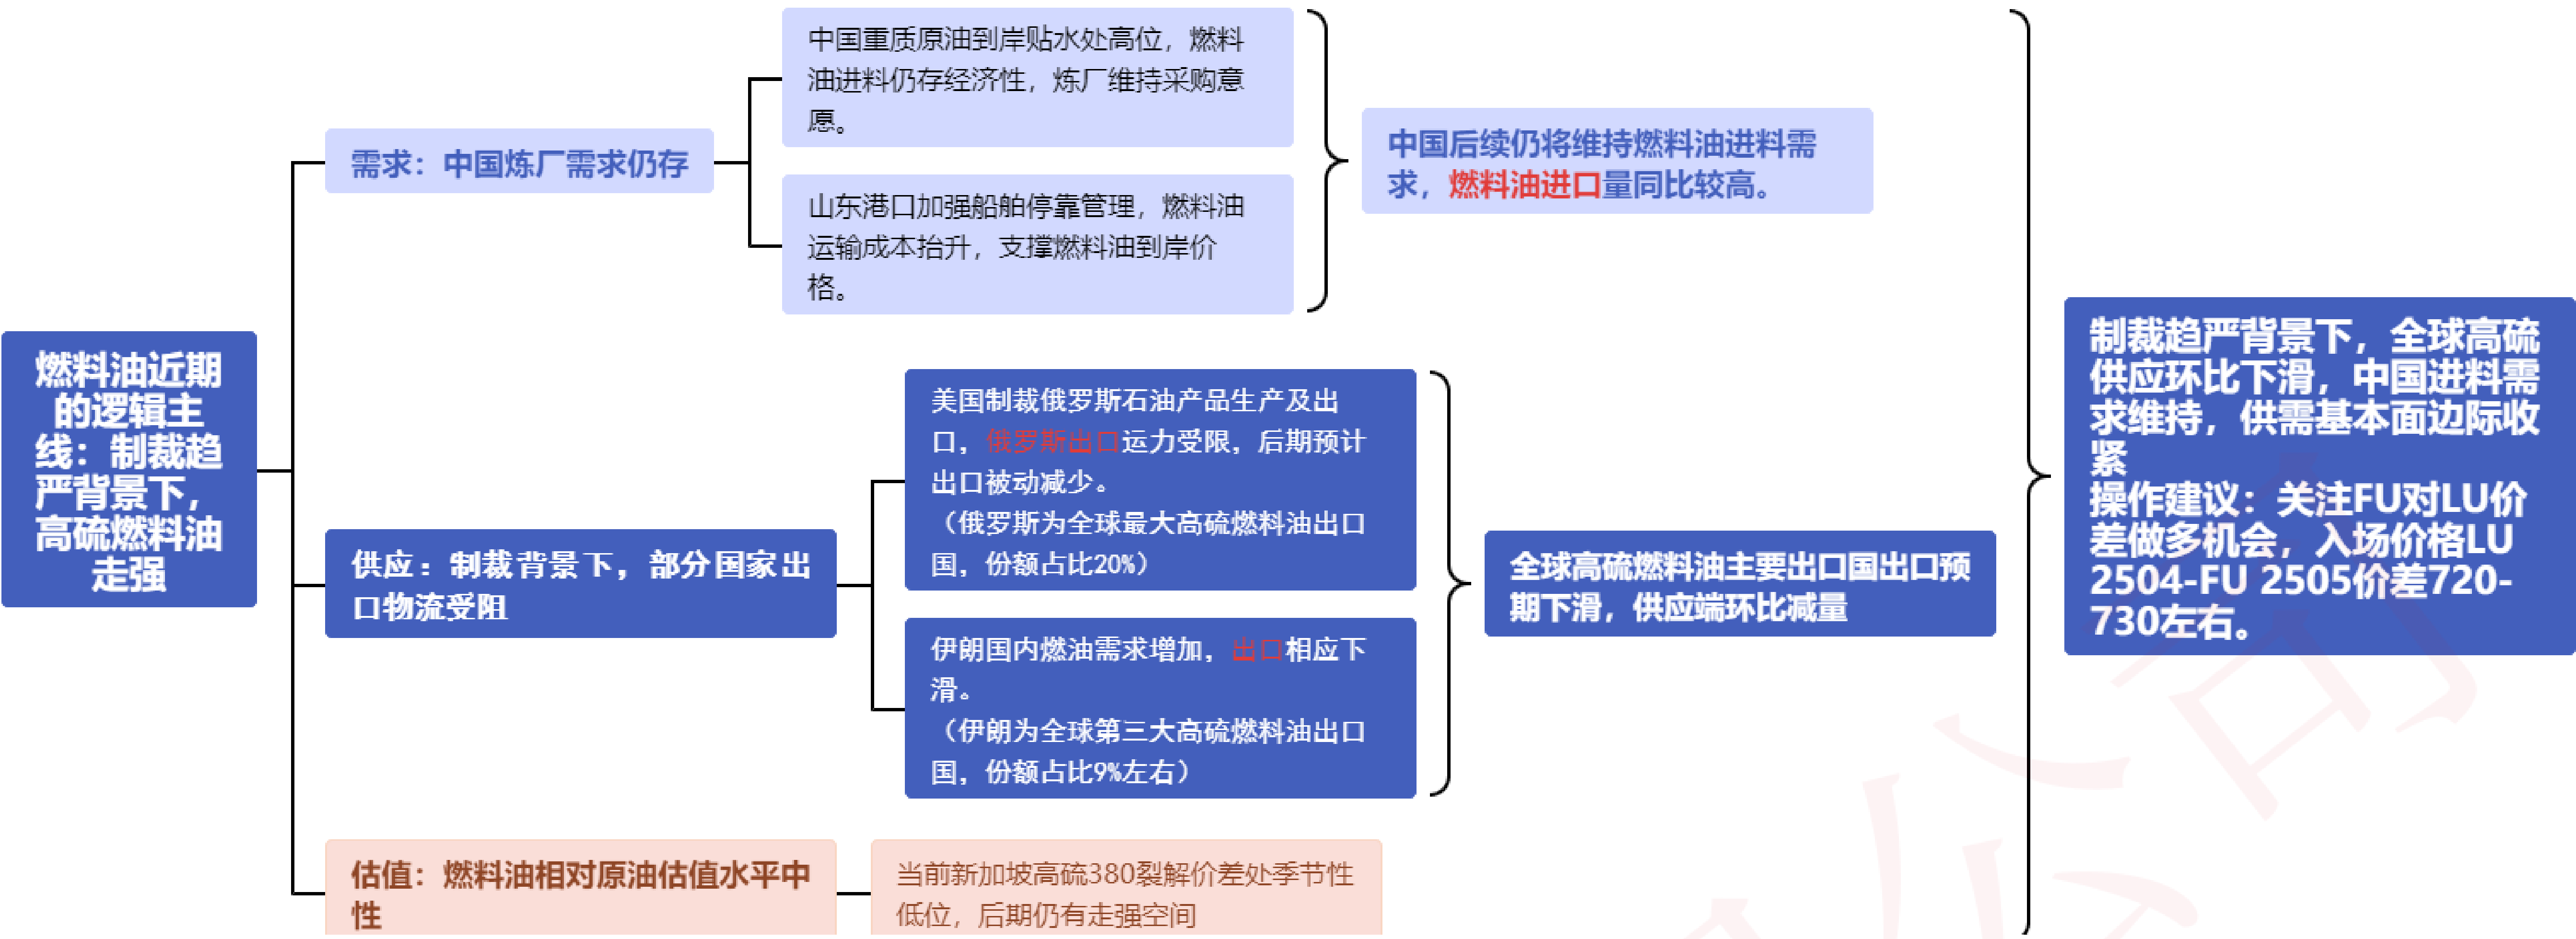 燃料油近期
的逻辑主
线：制裁趋
严背景下，
高硫燃料油
走强
需求：中国炼厂需求仍存
中国重质原油到岸贴水处高位，燃料
油进料仍存经济性，炼厂维持采购意
愿。
山东港口加强船舶停靠管理，燃料油
运输成本抬升，支撑燃料油到岸价
格。
中国后续仍将维持燃料油进料需
求，燃料油进口量同比较高。
供应：制裁背景下，部分国家出
口物流受阻
美国制裁俄罗斯石油产品生产及出
口，俄罗斯出口运力受限，后期预计
出口被动减少。
（俄罗斯为全球最大高硫燃料油出口
国，份额占比20%）
伊朗国内燃油需求增加，出口相应下
滑。
（伊朗为全球第三大高硫燃料油出口
国，份额占比9%左右）
全球高硫燃料油主要出口国出口预
期下滑，供应端环比减量
估值：燃料油相对原油估值水平中
性
当前新加坡高硫380裂解价差处季节性
低位，后期仍有走强空间
制裁趋严背景下，全球高硫
供应环比下滑，中国进料需
求维持，供需基本面边际收
紧
操作建议：关注FU对LU价
差做多机会，入场价格LU
2504-FU 2505价差720-
730左右。